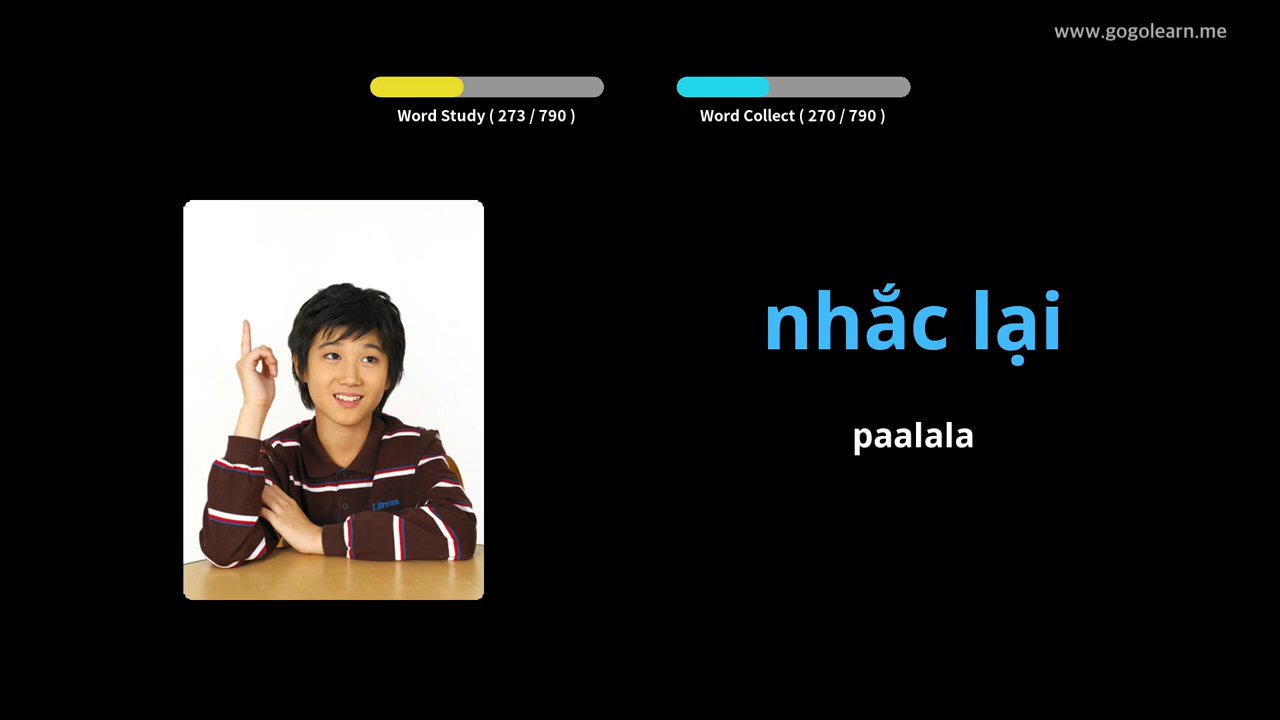 www.gogolearn.me
Word Study ( 273 / 790 )
Word Collect ( 270 / 790 )
nhắc lại
paalala